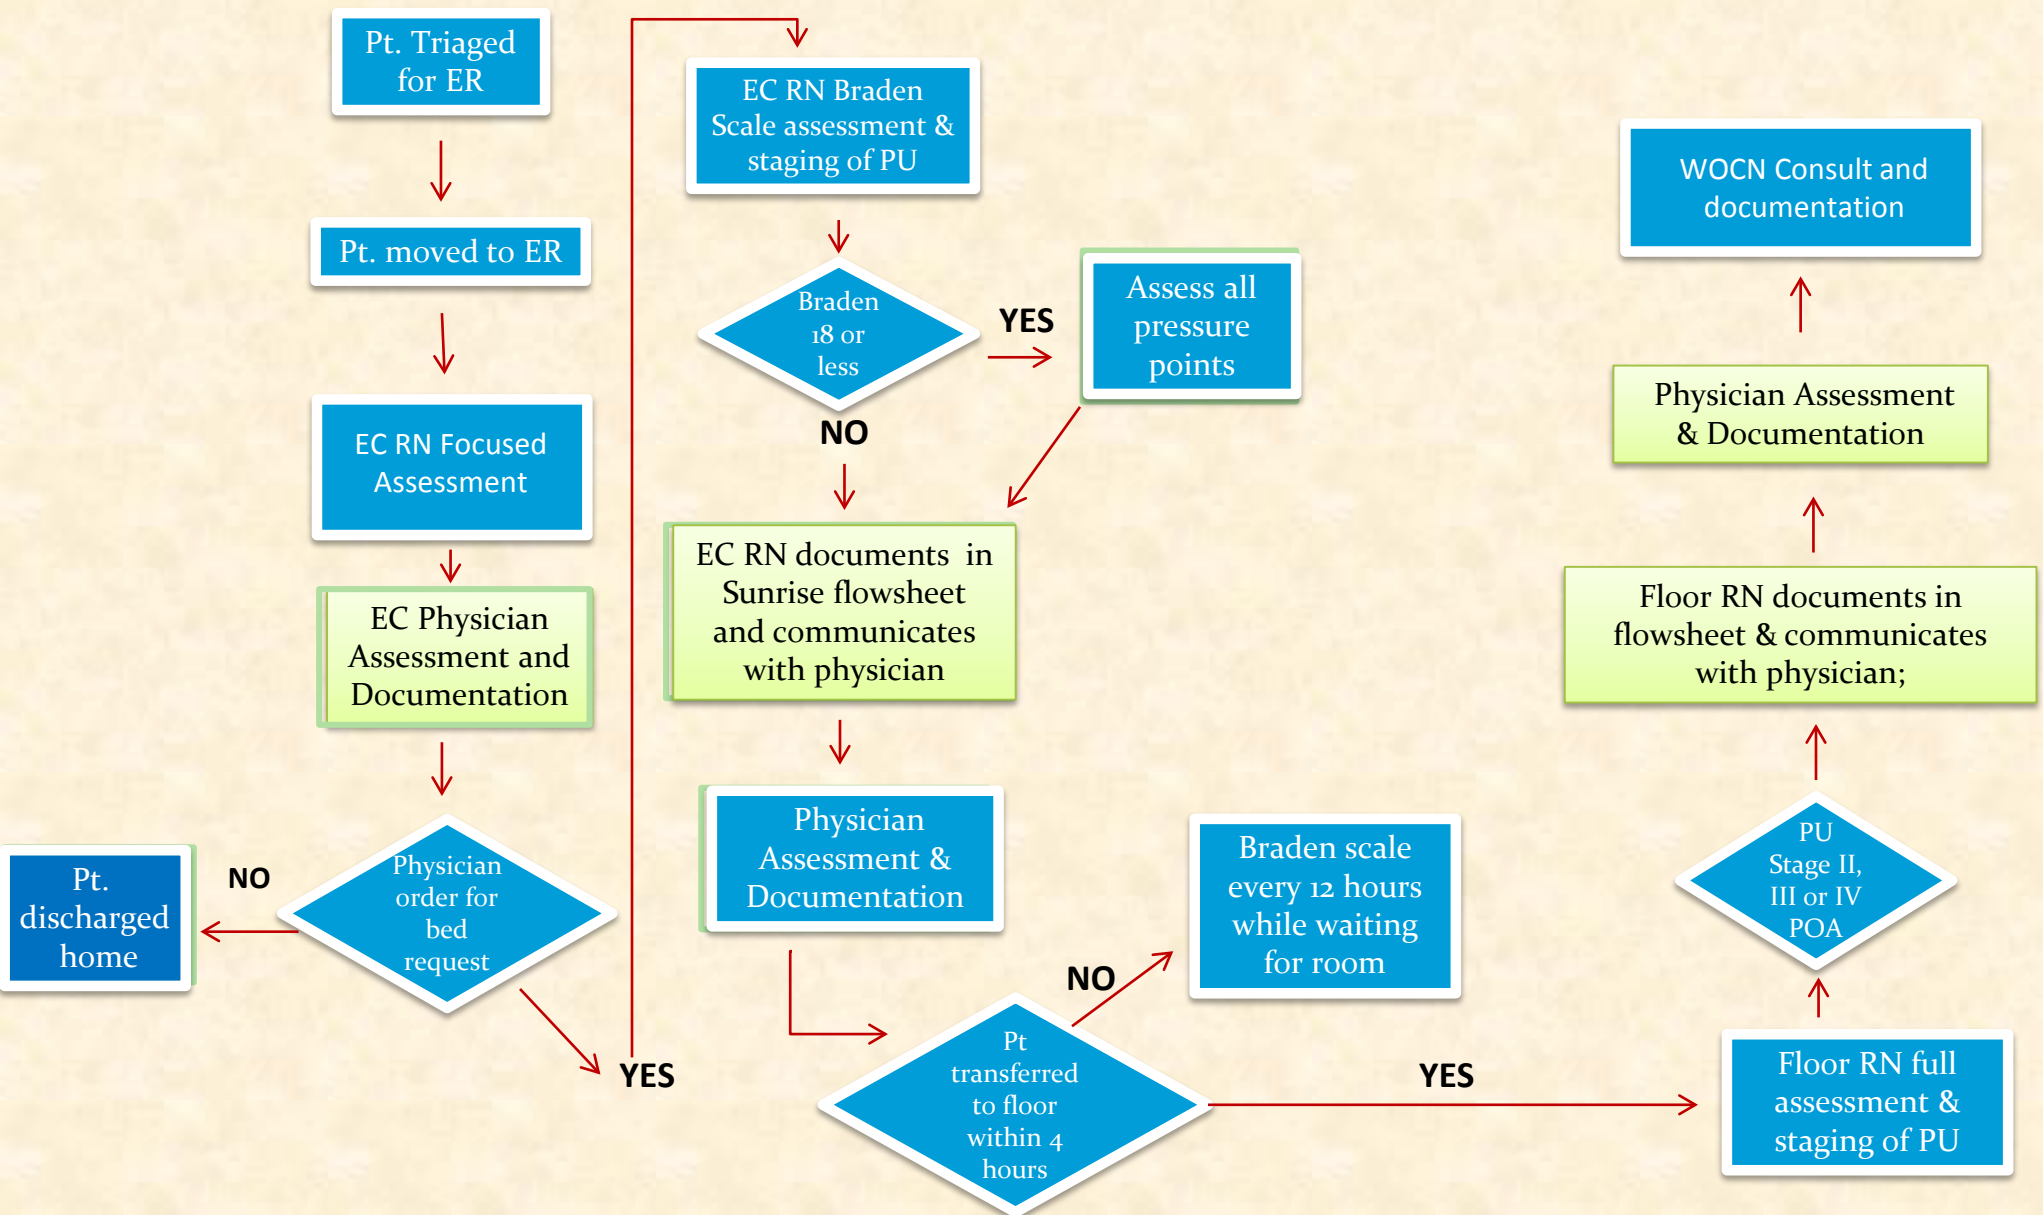 Pt. Triaged
for ER
Pt. moved to ER
EC RN Focused
Assessment
EC Physician
Assessment and
Documentation
Physician
order for
bed
request
NO
Pt.
discharged
home
YES
EC RN Braden
Scale assessment &
staging of PU
Braden
18 or
less
YES
Assess all
pressure
points
NO
EC RN documents in
Sunrise flowsheet
and communicates
with physician
Physician
Assessment &
Documentation
Pt
transferred
to floor
within 4
hours
NO
Braden scale
every 12 hours
while waiting
for room
YES
Floor RN full
assessment &
staging of PU
PU
Stage II,
III or IV
POA
Floor RN documents in
flowsheet & communicates
with physician;
Physician Assessment
& Documentation
WOCN Consult and
documentation